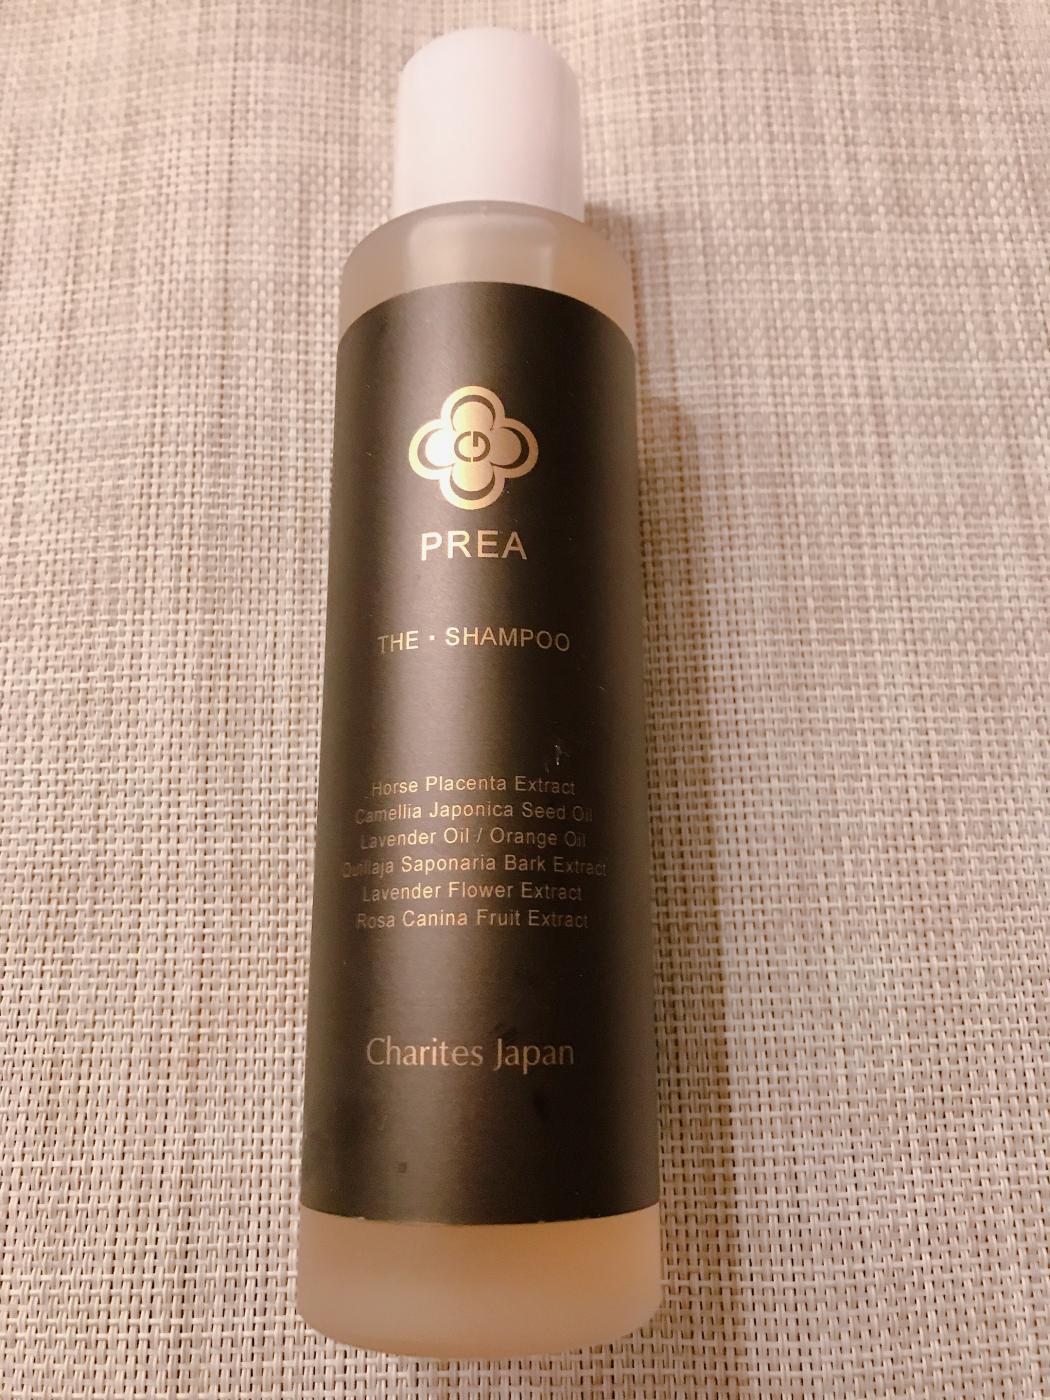 G
PREA
THE · SHAMPOO
Horse Placenta Extract
Camellia Japonica Seed Oil
Lavender Oil / Orange Oil
Quillaja Saponaria Bark Extract
Lavender Flower Extract
Rosa Canina Fruit Extract
Charites Japan